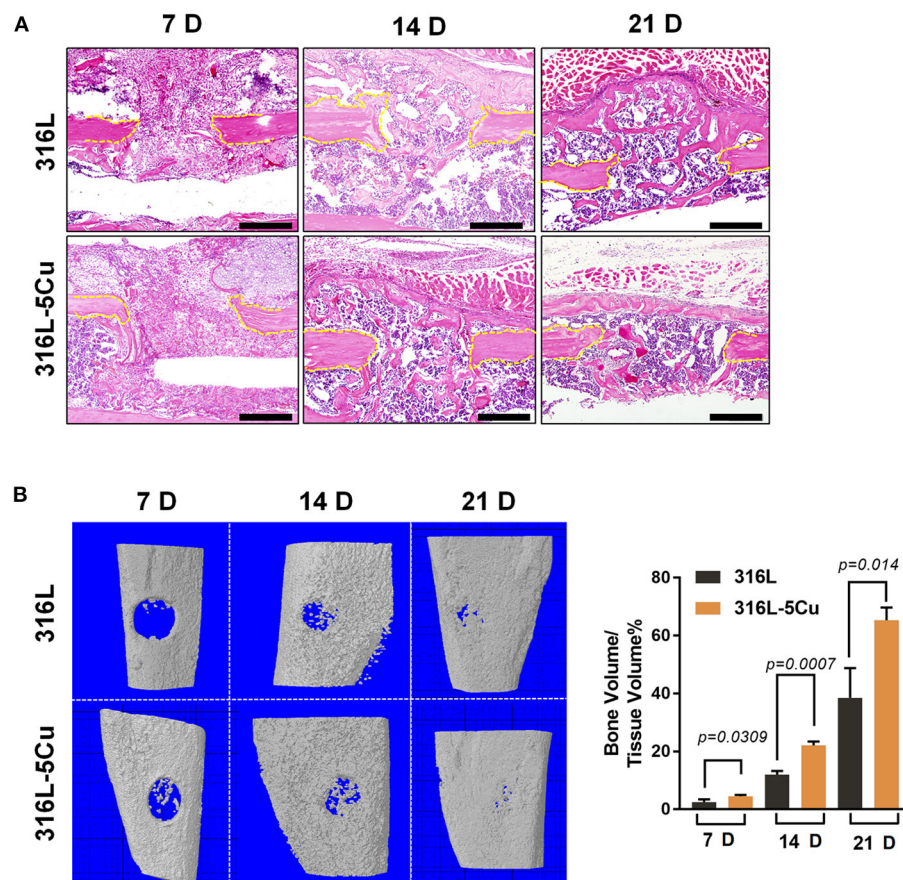 A
7 D
14 D
21 D
316L
316L-5Cu
B
7 D
14 D
21 D
316L
316L-5Cu
316L
316L-5Cu
p=0.014
p=0.0007
p=0.0309
Bone Volume/
Tissue Volume%
80
60
40
20
0
7 D
14 D
21 D